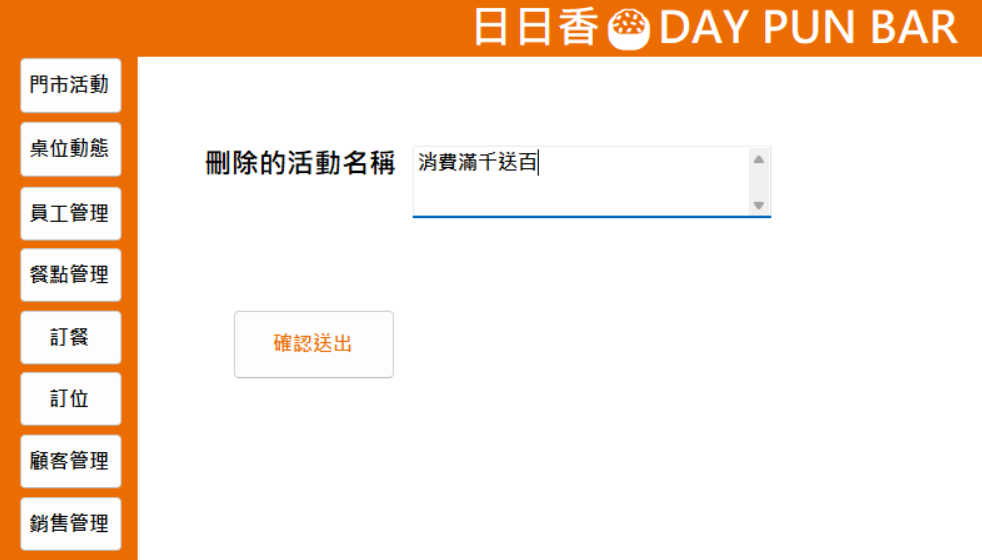 日日香 DAY PUN BAR
門市活動
桌位動態
員工管理
餐點管理
訂餐
訂位
顧客管理
銷售管理
刪除的活動名稱 消費滿千送百
確認送出